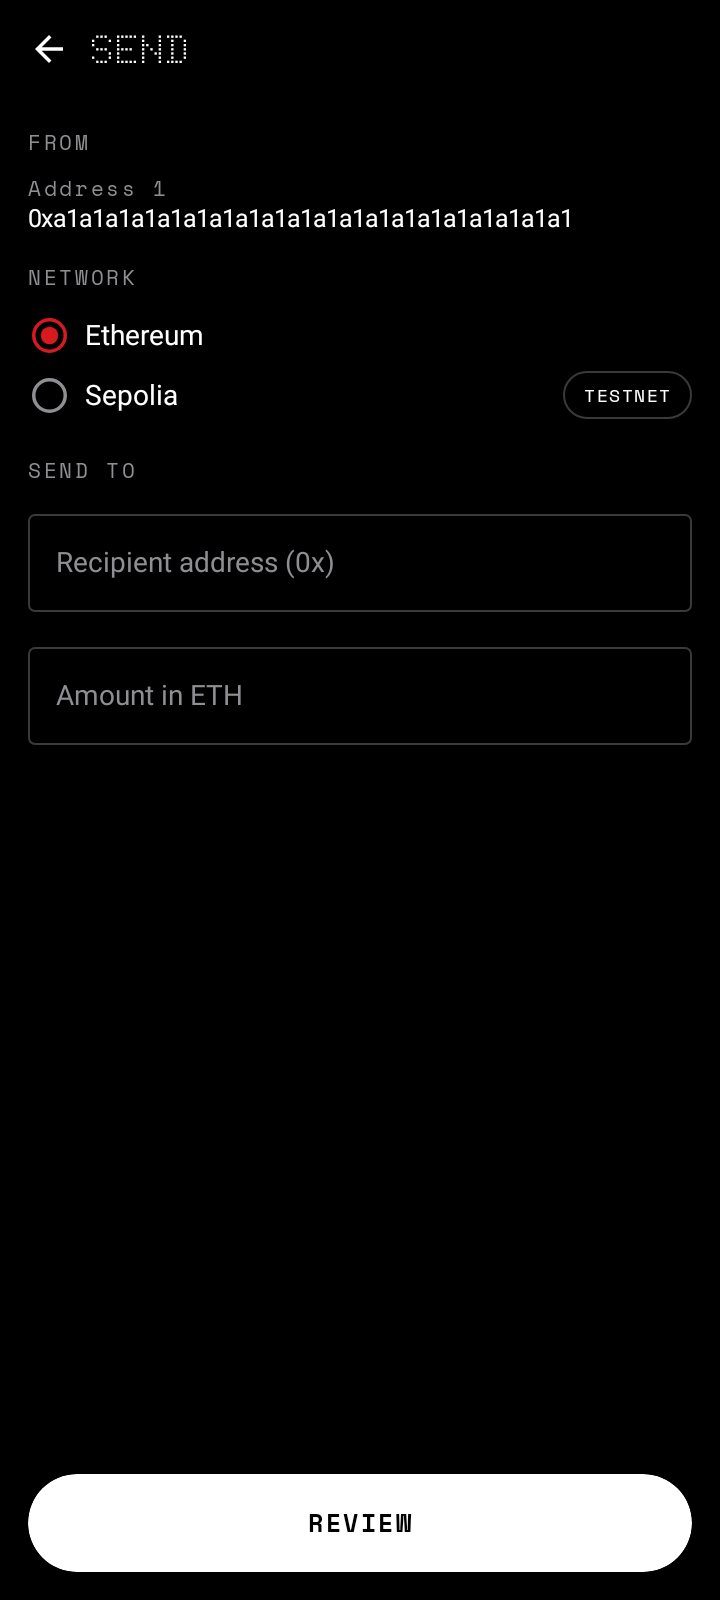 SEND
FROM
Address 1
0xa1a1a1a1a1a1a1a1a1a1a1a1a1a1a1a1a1a1a1a1
NETWORK
Ethereum
Sepolia
TESTNET
SEND TO
Recipient address (0x)
Amount in ETH
REVIEW